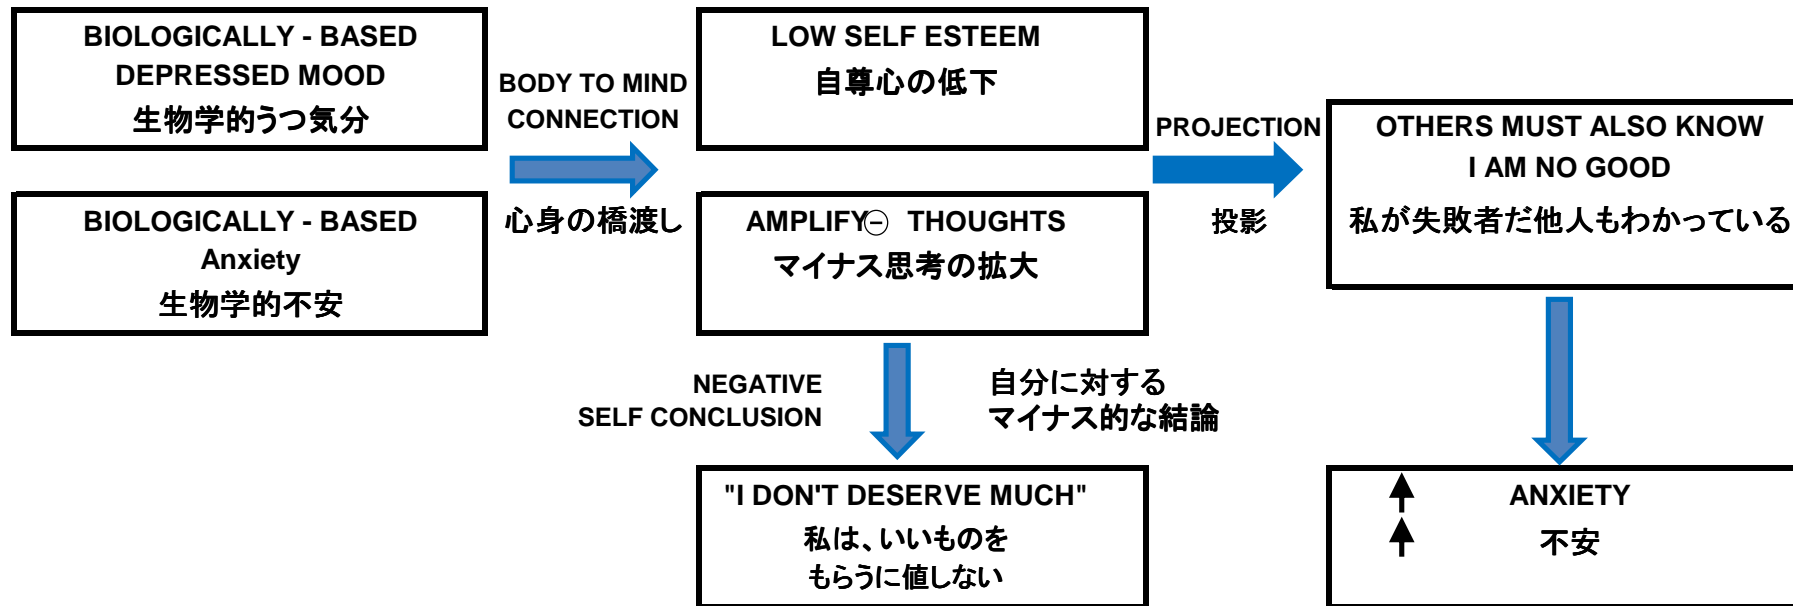 BIOLOGICALLY - BASED
DEPRESSED MOOD
生物学的うつ気分
BIOLOGICALLY - BASED
Anxiety
生物学的不安
BODY TO MIND
CONNECTION
心身の橋渡し
LOW SELF ESTEEM
自尊心の低下
AMPLIFY⊖ THOUGHTS
マイナス思考の拡大
PROJECTION
投影
OTHERS MUST ALSO KNOW
I AM NO GOOD
私が失敗者だ他人もわかっている
NEGATIVE
SELF CONCLUSION
自分に対する
マイナス的な結論
"I DON'T DESERVE MUCH"
私は、いいものを
もらうに値しない
ANXIETY
不安